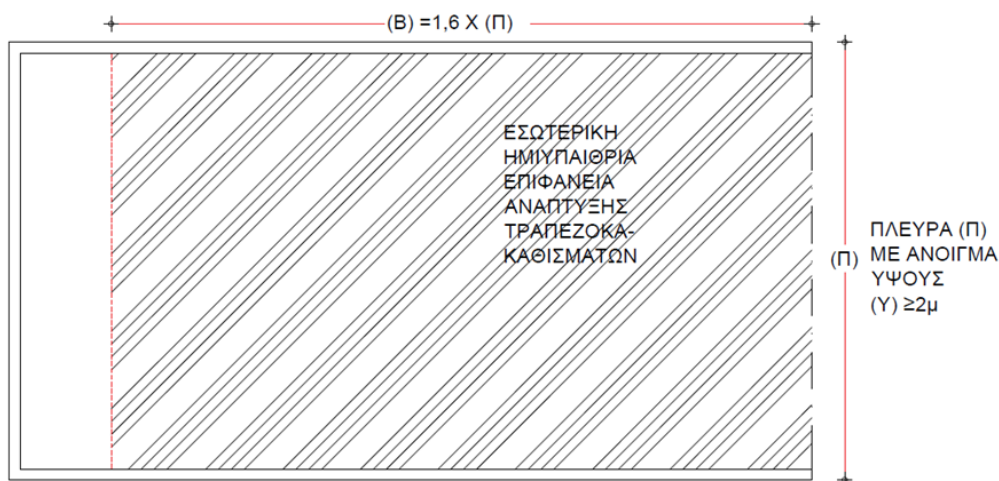 (Β) =1,6 Χ (Π)
ΕΣΩΤΕΡΙΚΗ
ΗΜΙΥΠΑΙΘΡΙΑ
ΕΠΙΦΑΝΕΙΑ
ΑΝΑΠΤΥΞΗΣ
ΤΡΑΠΕΖΟΚΑ-
ΚΑΘΙΣΜΑΤΩΝ
(Π)
ΠΛΕΥΡΑ (Π)
ΜΕ ΑΝΟΙΓΜΑ
ΥΨΟΥΣ
(Υ) ≥2μ